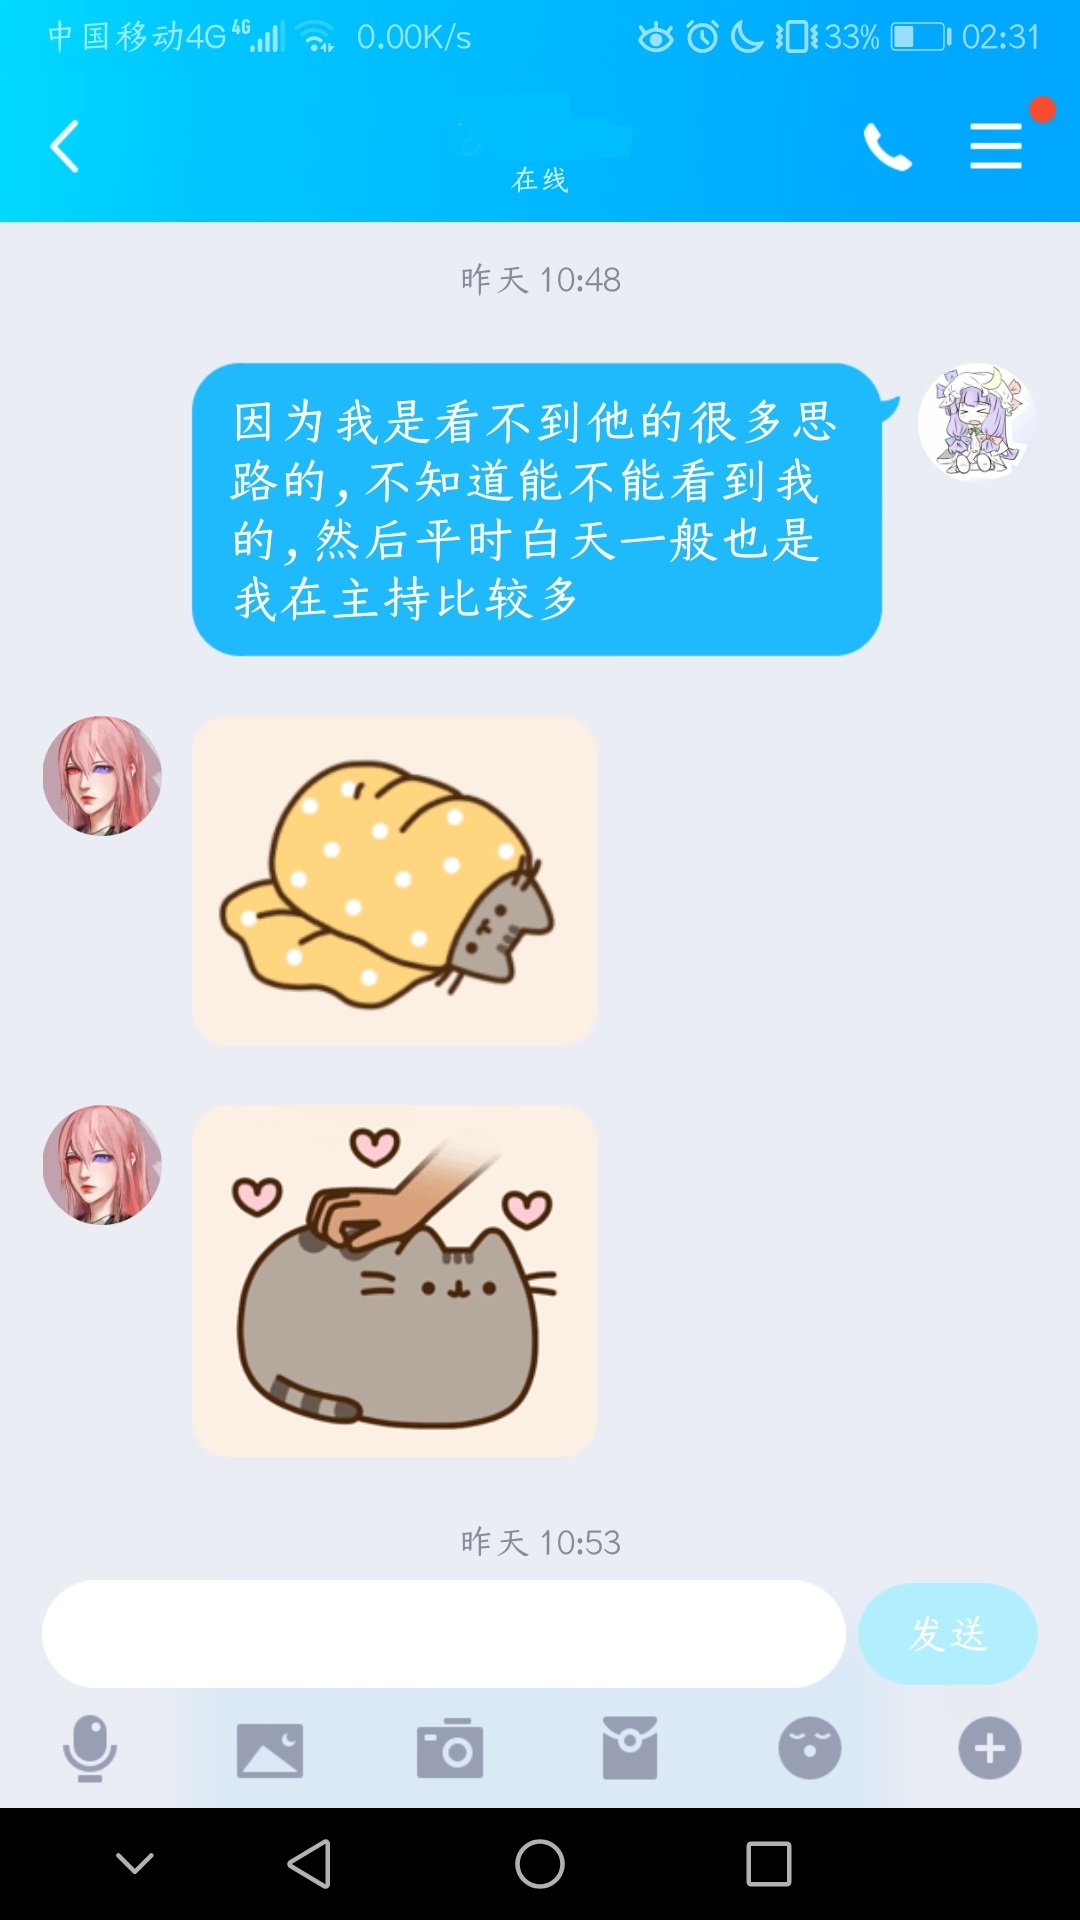 中国移动4G 4G 0.00K/s 33% 02:31
在线
昨天 10:48
因为我是看不到他的很多思
路的,不知道能不能看到我
的,然后平时白天一般也是
我在主持比较多
昨天 10:53
发送